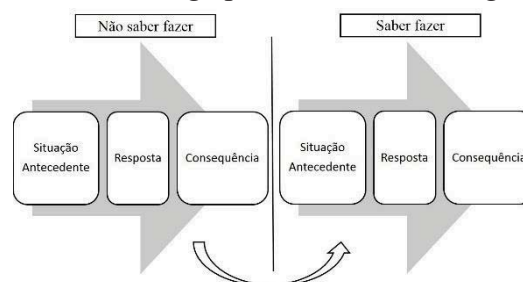 Não saber fazer
Saber fazer
Situação
Antecedente
Resposta
Consequência
Situação
Antecedente
Resposta
Consequência